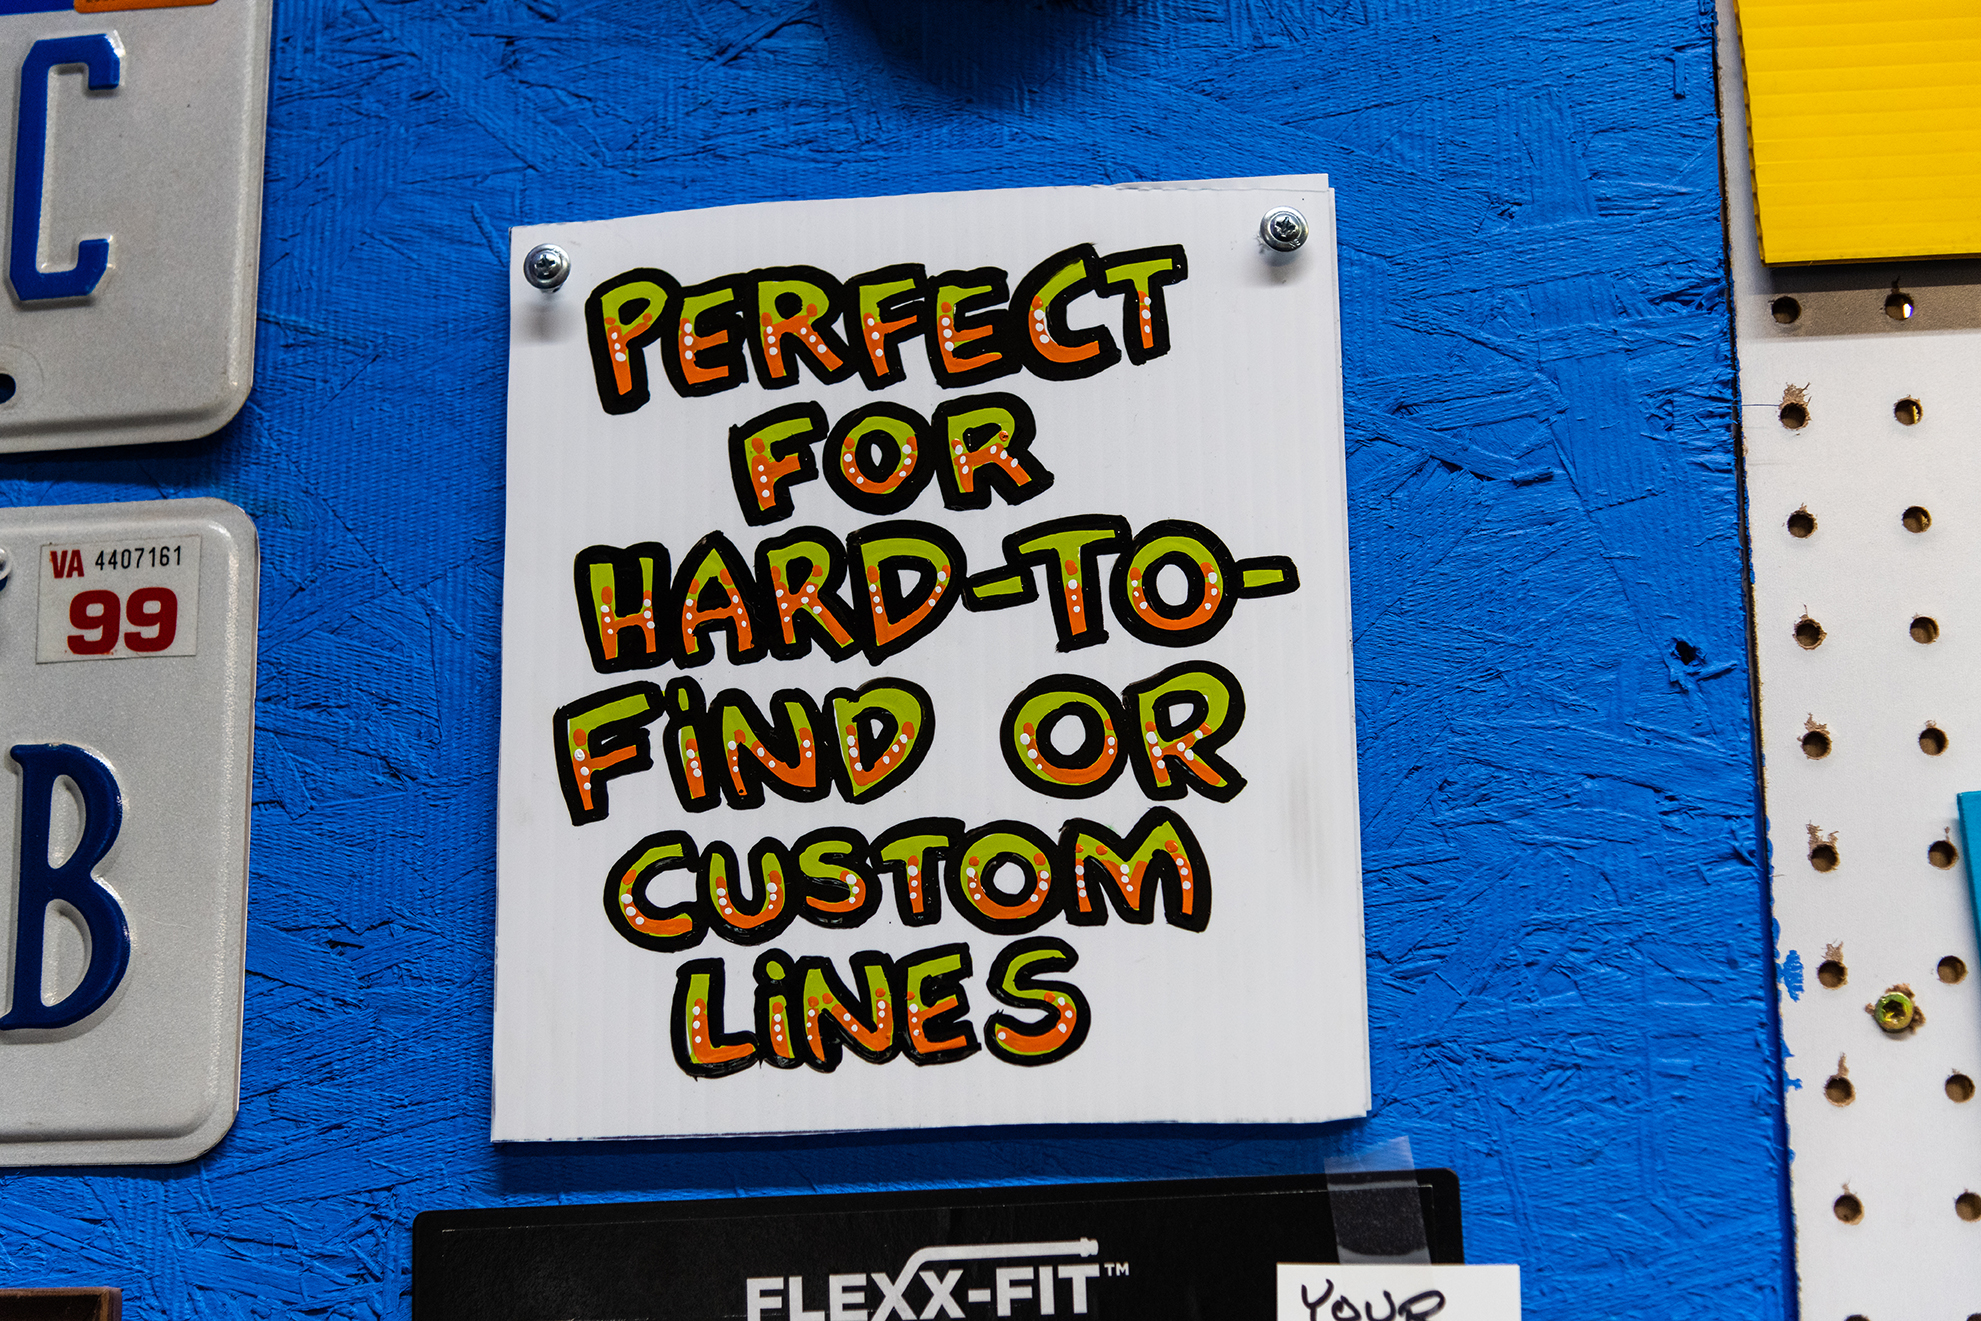 C
VA 4407161
99
B
PERFECT
FOR
HARD-TO-
FiND OR
CUSTOM
LiNES
FLEXX-FIT™
YOUR